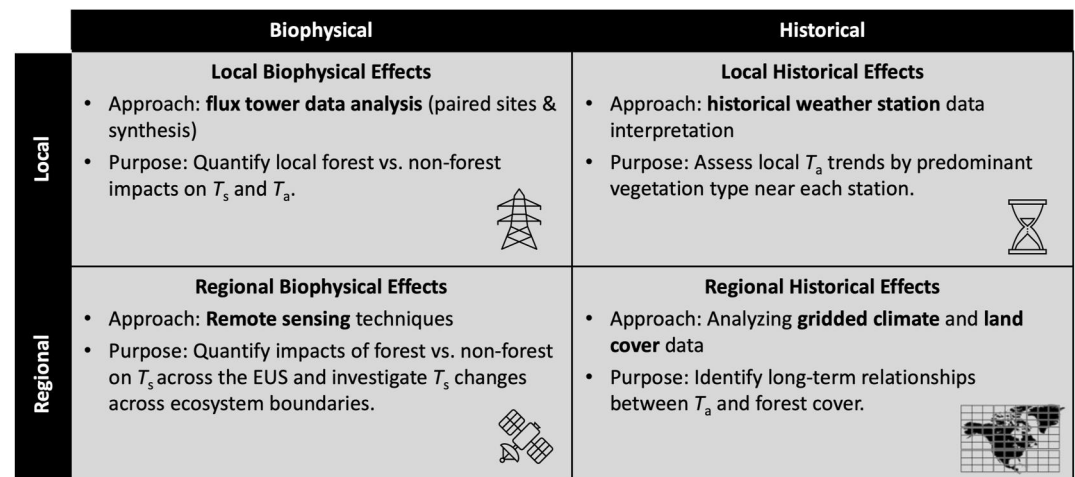 Biophysical
Historical
Local
Local Biophysical Effects
• Approach: flux tower data analysis (paired sites &
synthesis)
• Purpose: Quantify local forest vs. non-forest
impacts on Ts and Ta.
Local Historical Effects
• Approach: historical weather station data
interpretation
• Purpose: Assess local Ta trends by predominant
vegetation type near each station.
Regional
Regional Biophysical Effects
• Approach: Remote sensing techniques
• Purpose: Quantify impacts of forest vs. non-forest
on Ts across the EUS and investigate Ts changes
across ecosystem boundaries.
Regional Historical Effects
• Approach: Analyzing gridded climate and land
cover data
• Purpose: Identify long-term relationships
between Ta and forest cover.